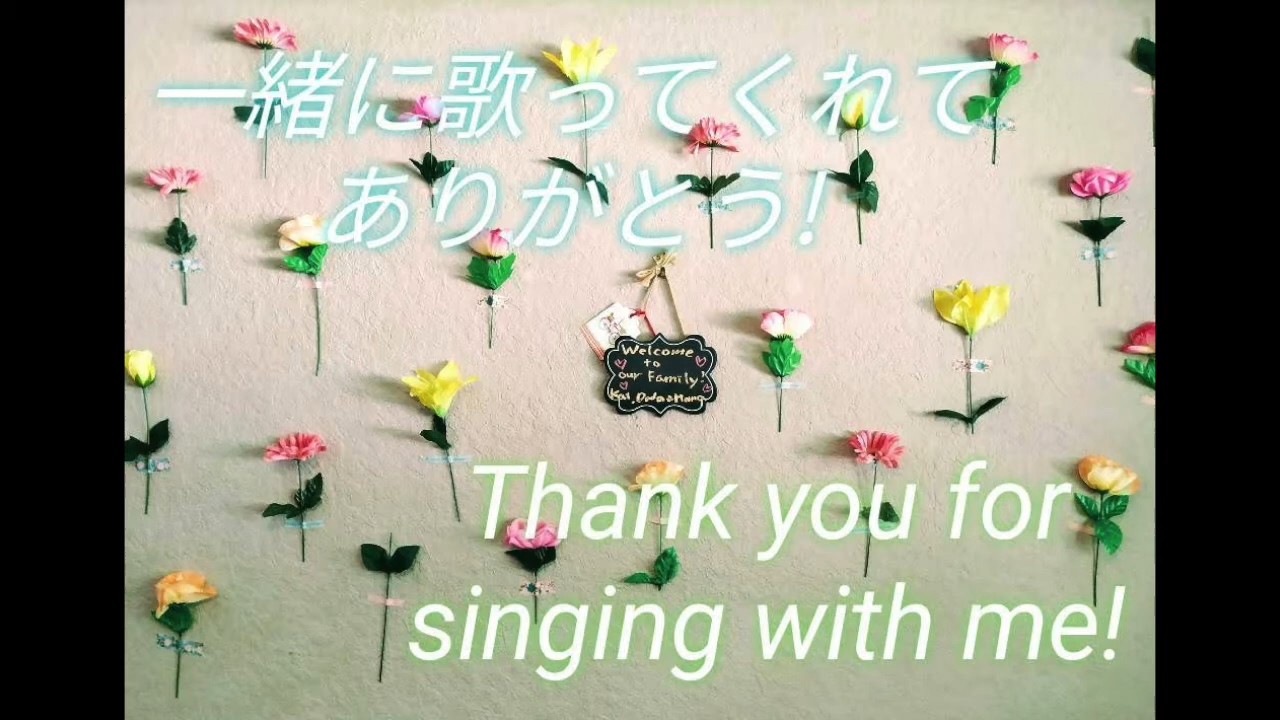 一緒に歌ってくれて
ありがとう!
Welcome
to
our Family!
Thank you for
singing with me!